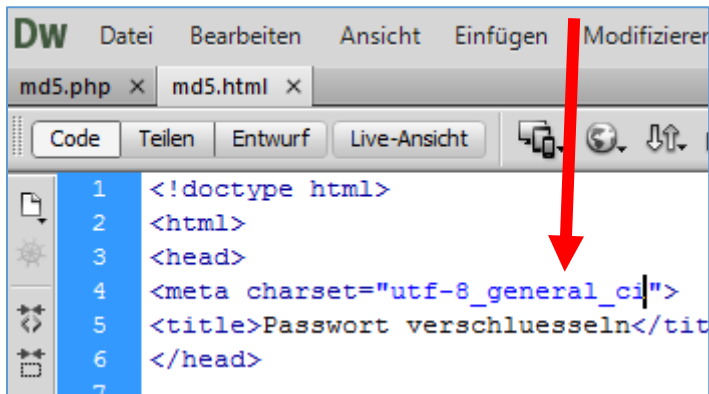 Dw Datei Bearbeiten Ansicht Einfügen Modifizieren
md5.php × md5.html ×
Code Teilen Entwurf Live-Ansicht
1 <!doctype html>
2 <html>
3 <head>
4 <meta charset="utf-8_general_ci">
5 <title>Passwort verschluesseln</tit
6 </head>
7